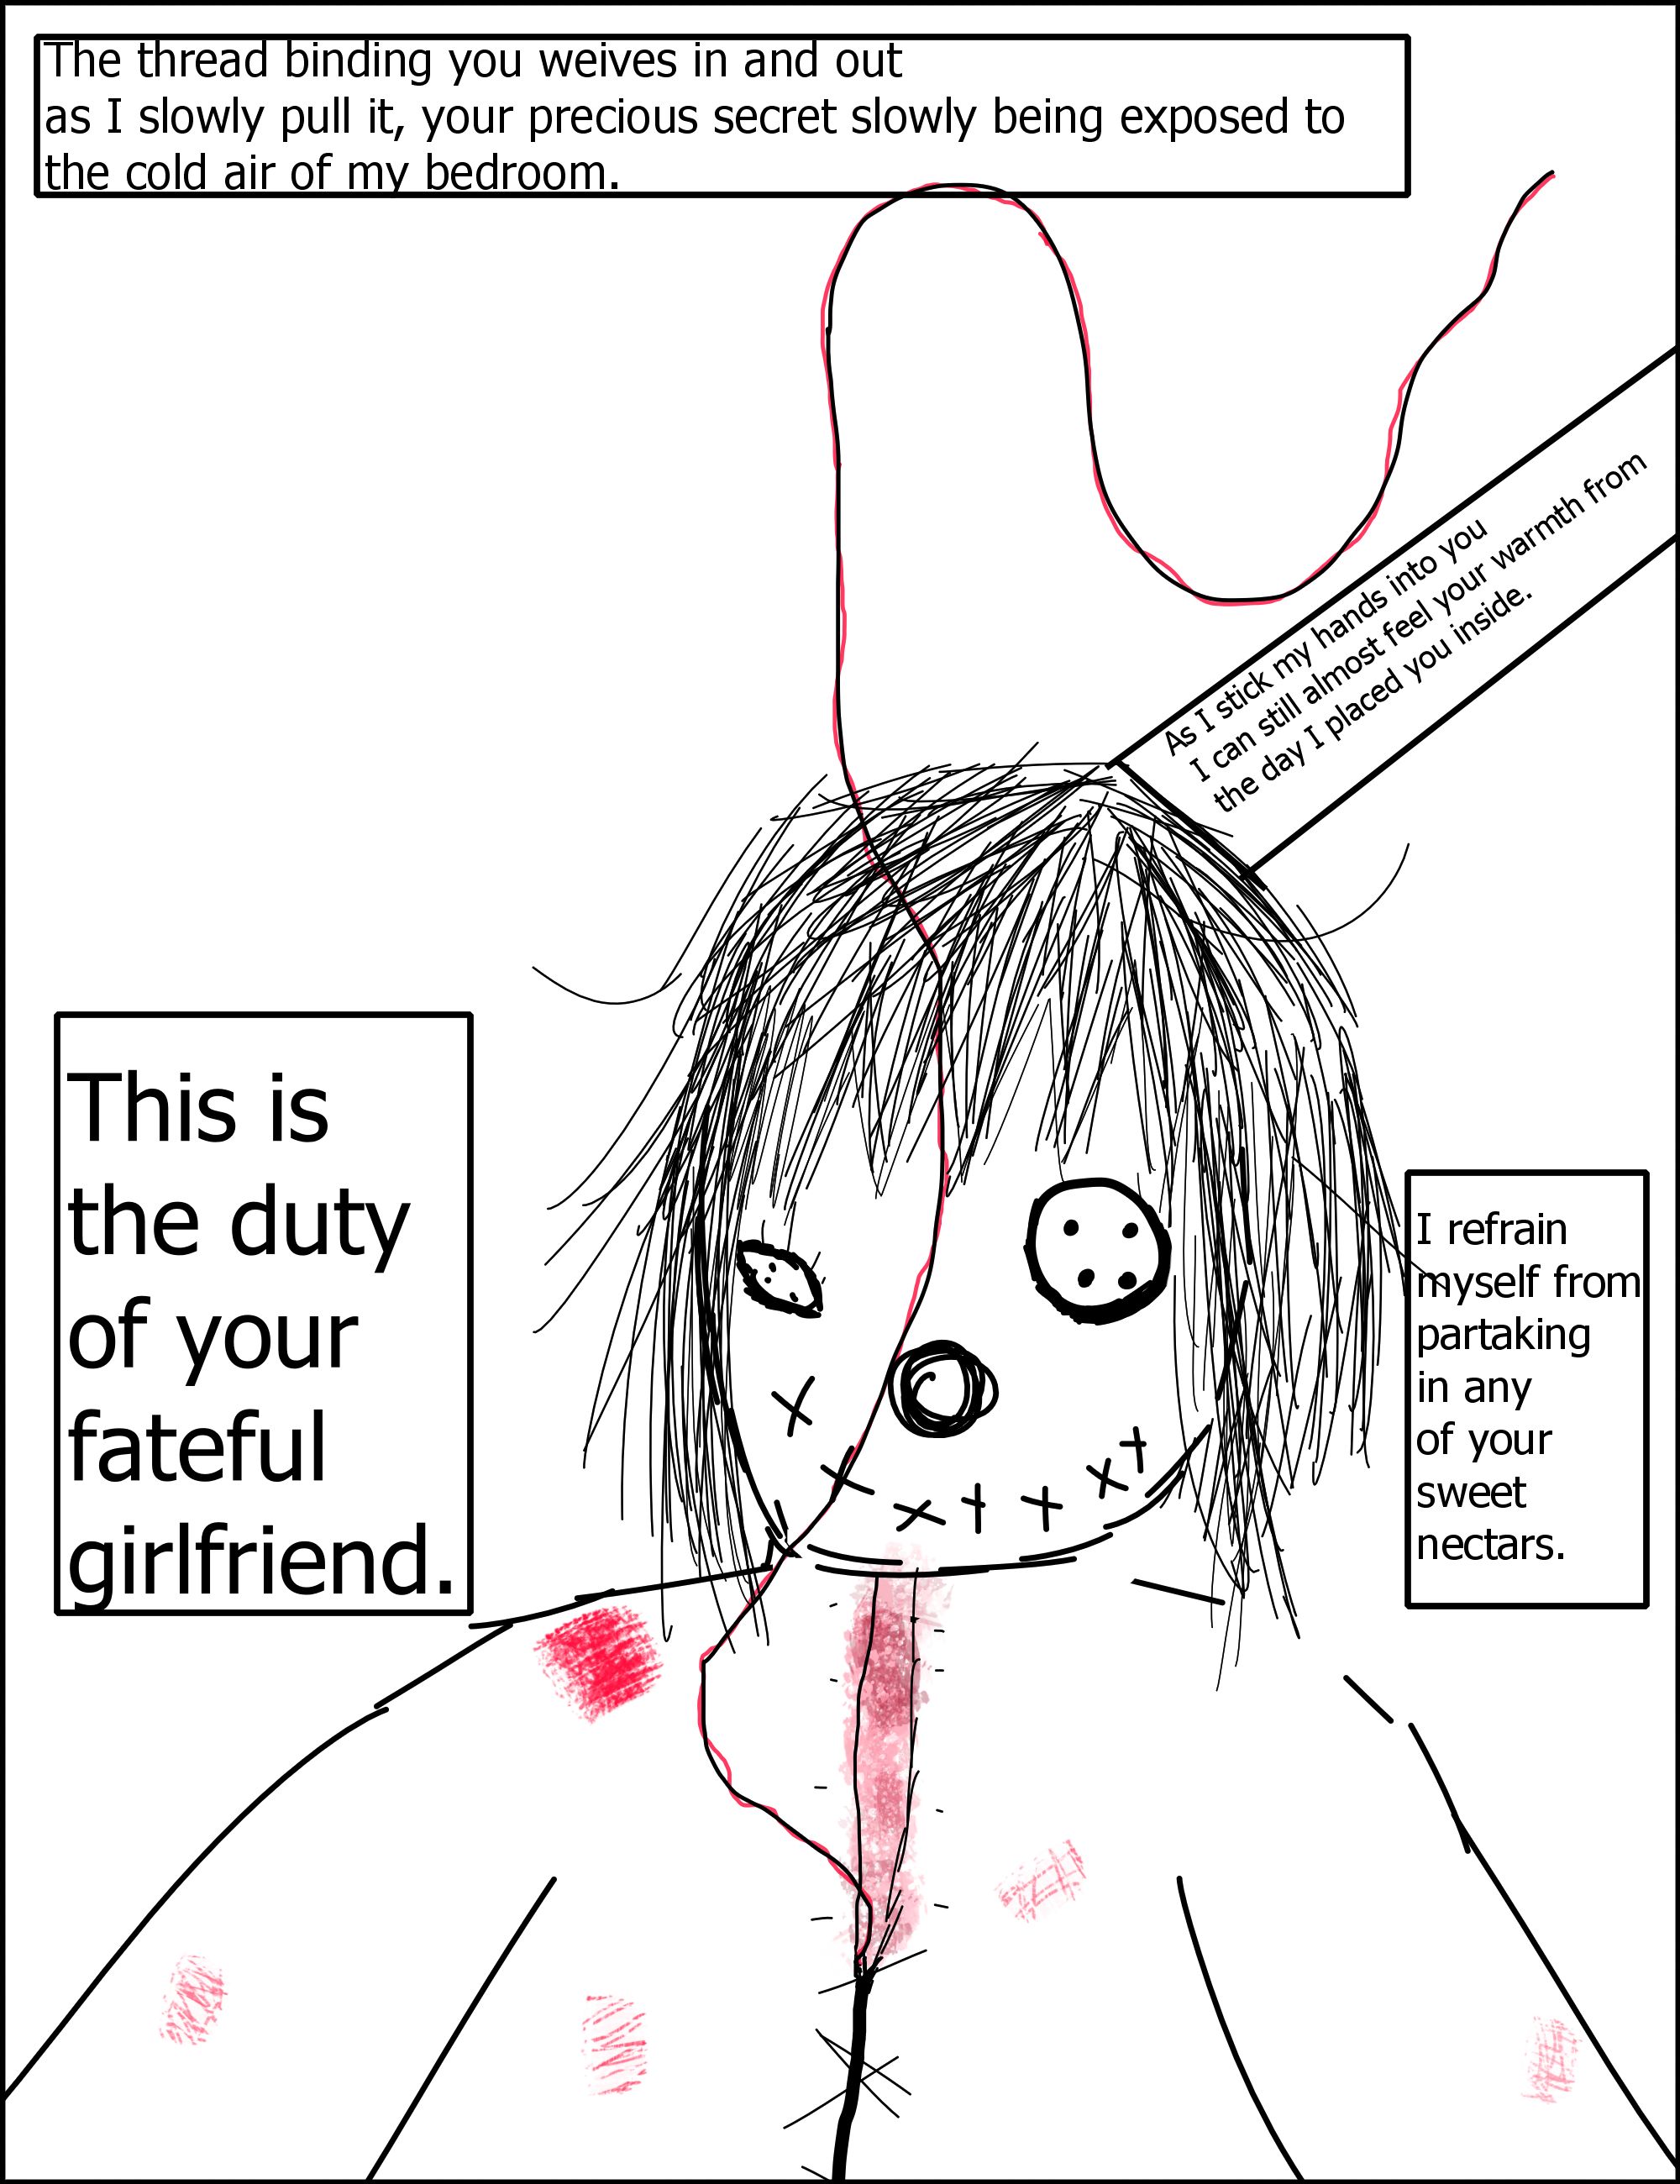 The thread binding you weives in and out
as I slowly pull it, your precious secret slowly being exposed to
the cold air of my bedroom.
As I stick my hands into you
I can still almost feel your warmth from
the day I placed you inside.
This is
the duty
of your
fateful
girlfriend.
I refrain
myself from
partaking
in any
of your
sweet
nectars.